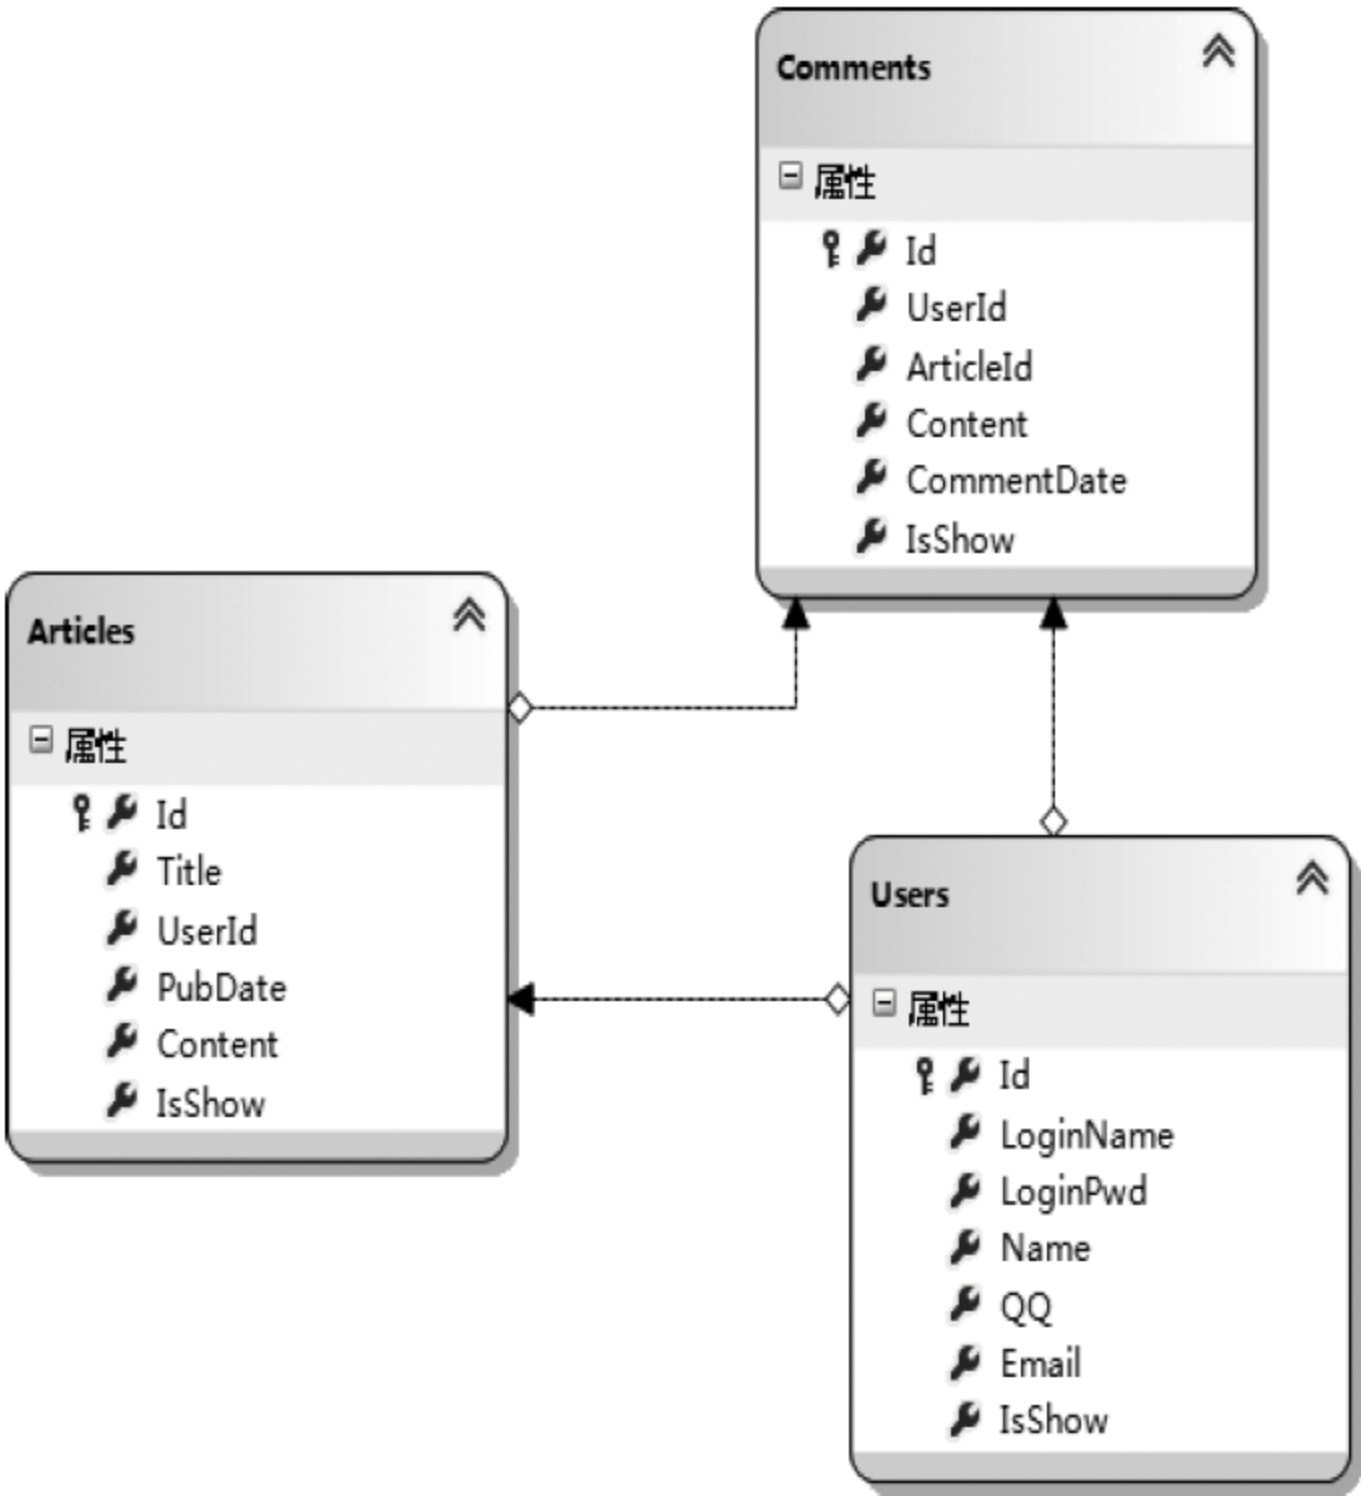 Comments
属性
Id
UserId
ArticleId
Content
CommentDate
IsShow
Articles
属性
Id
Title
UserId
PubDate
Content
IsShow
Users
属性
Id
LoginName
LoginPwd
Name
QQ
Email
IsShow